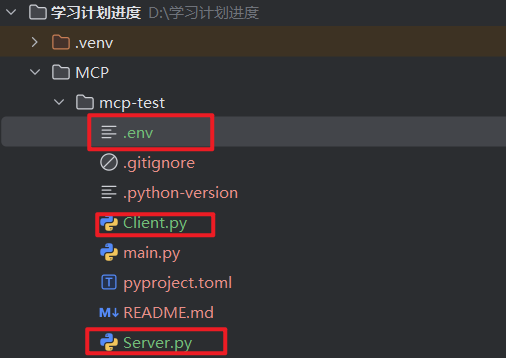 学习计划进度 D:\学习计划进度
.venv
MCP
mcp-test
.env
.gitignore
.python-version
Client.py
main.py
T pyproject.toml
M↓ README.md
Server.py